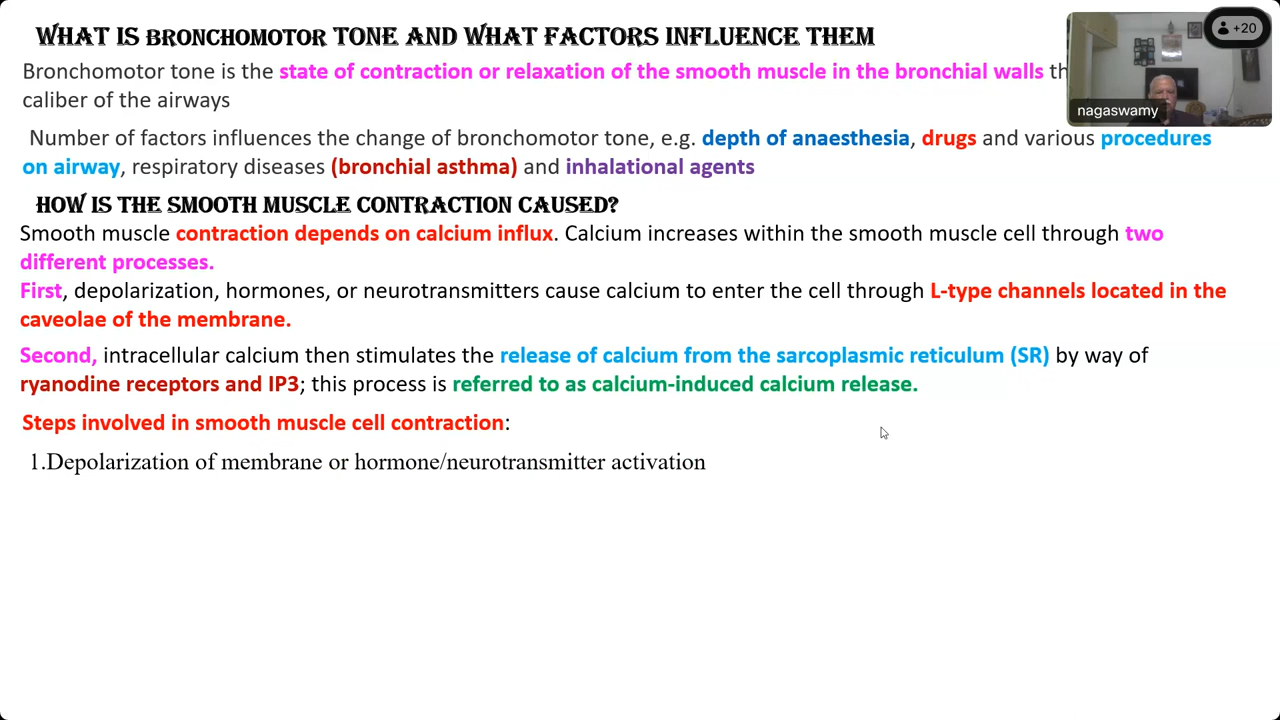 WHAT IS BRONCHOMOTOR TONE AND WHAT FACTORS INFLUENCE THEM
Bronchomotor tone is the state of contraction or relaxation of the smooth muscle in the bronchial walls
caliber of the airways
Number of factors influences the change of bronchomotor tone, e.g. depth of anaesthesia, drugs and various procedures
on airway, respiratory diseases (bronchial asthma) and inhalational agents
HOW IS THE SMOOTH MUSCLE CONTRACTION CAUSED?
Smooth muscle contraction depends on calcium influx. Calcium increases within the smooth muscle cell through two
different processes.
First, depolarization, hormones, or neurotransmitters cause calcium to enter the cell through L-type channels located in the
caveolae of the membrane.
Second, intracellular calcium then stimulates the release of calcium from the sarcoplasmic reticulum (SR) by way of
ryanodine receptors and IP3; this process is referred to as calcium-induced calcium release.
Steps involved in smooth muscle cell contraction:
1.Depolarization of membrane or hormone/neurotransmitter activation
+20
nagaswamy